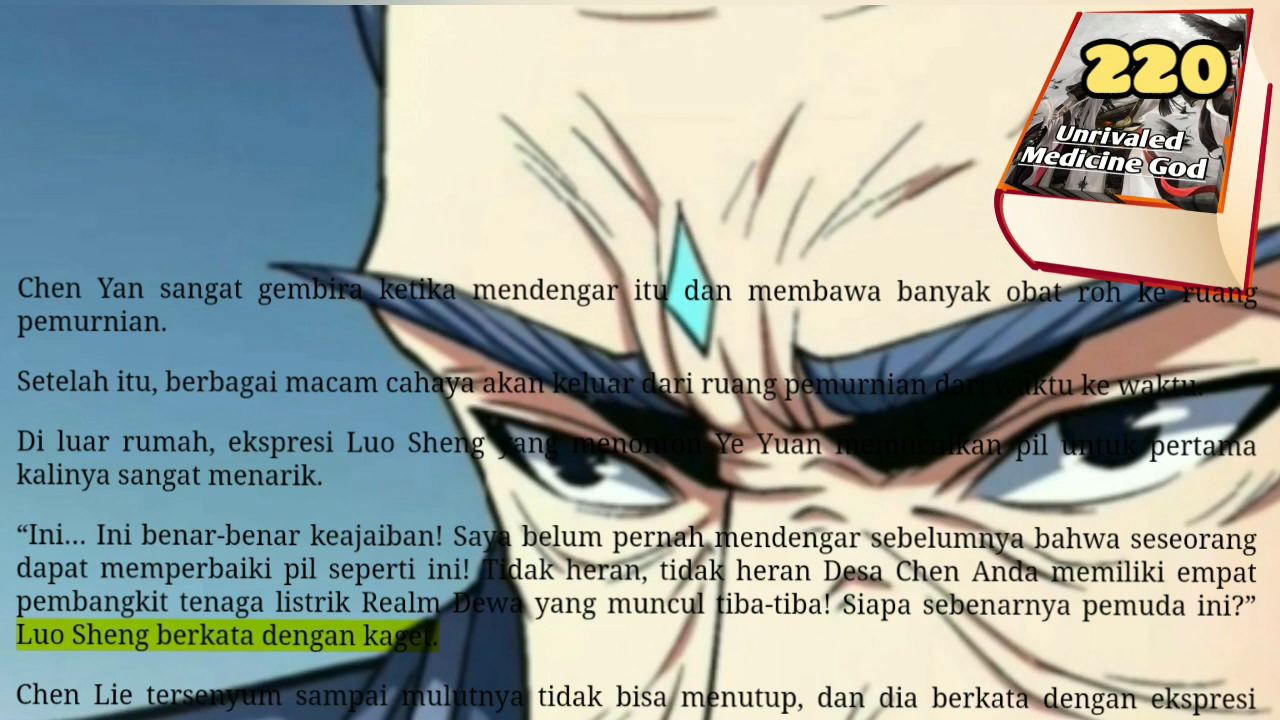 220
Unrivaled
Medicine God
Chen Yan sangat gembira ketika mendengar itu dan membawa banyak obat roh ke ruang
pemurnian.
Setelah itu, berbagai macam cahaya akan keluar dari ruang pemurnian dari waktu ke waktu.
Di luar rumah, ekspresi Luo Sheng yang menonton Ye Yuan memurnikan pil untuk pertama
kalinya sangat menarik.
“Ini... Ini benar-benar keajaiban! Saya belum pernah mendengar sebelumnya bahwa seseorang
dapat memperbaiki pil seperti ini! Tidak heran, tidak heran Desa Chen Anda memiliki empat
pembangkit tenaga listrik Realm Dewa yang muncul tiba-tiba! Siapa sebenarnya pemuda ini?”
Luo Sheng berkata dengan kaget.
Chen Lie tersenyum sampai mulutnya tidak bisa menutup, dan dia berkata dengan ekspresi